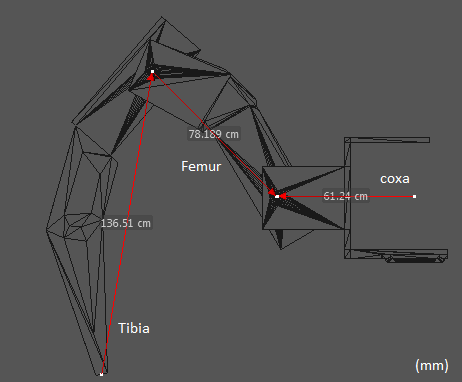 78.189 cm
Femur
coxa
61.24 cm
136.51 cm
Tibia
(mm)